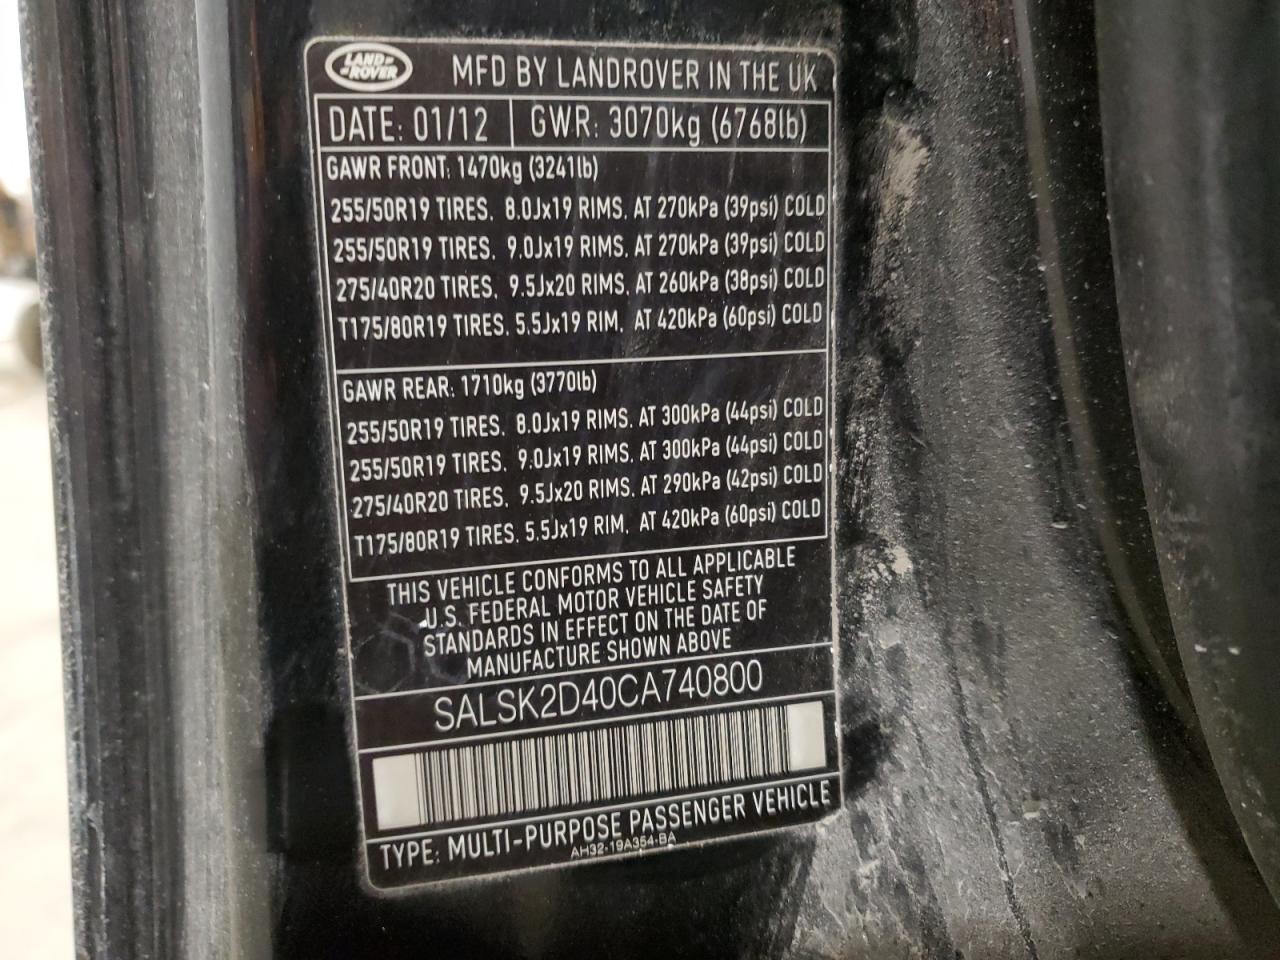 LAND ROVER
MFD BY LANDROVER IN THE UK
DATE: 01/12 GWR: 3070kg (6768lb)
GAWR FRONT: 1470kg (3241lb)
255/50R19 TIRES, 8.0Jx19 RIMS, AT 270kPa (39psi) COLD
255/50R19 TIRES, 9.0Jx19 RIMS, AT 270kPa (39psi) COLD
275/40R20 TIRES, 9.5Jx20 RIMS, AT 260kPa (38psi) COLD
T175/80R19 TIRES, 5.5Jx19 RIM, AT 420kPa (60psi) COLD
GAWR REAR: 1710kg (3770lb)
255/50R19 TIRES, 8.0Jx19 RIMS, AT 300kPa (44psi) COLD
255/50R19 TIRES, 9.0Jx19 RIMS, AT 300kPa (44psi) COLD
275/40R20 TIRES, 9.5Jx20 RIMS, AT 290kPa (42psi) COLD
T175/80R19 TIRES, 5.5Jx19 RIM, AT 420kPa (60psi) COLD
THIS VEHICLE CONFORMS TO ALL APPLICABLE
U.S. FEDERAL MOTOR VEHICLE SAFETY
STANDARDS IN EFFECT ON THE DATE OF
MANUFACTURE SHOWN ABOVE
SALSK2D40CA740800
TYPE: MULTI-PURPOSE PASSENGER VEHICLE
AH32-19A354-BA